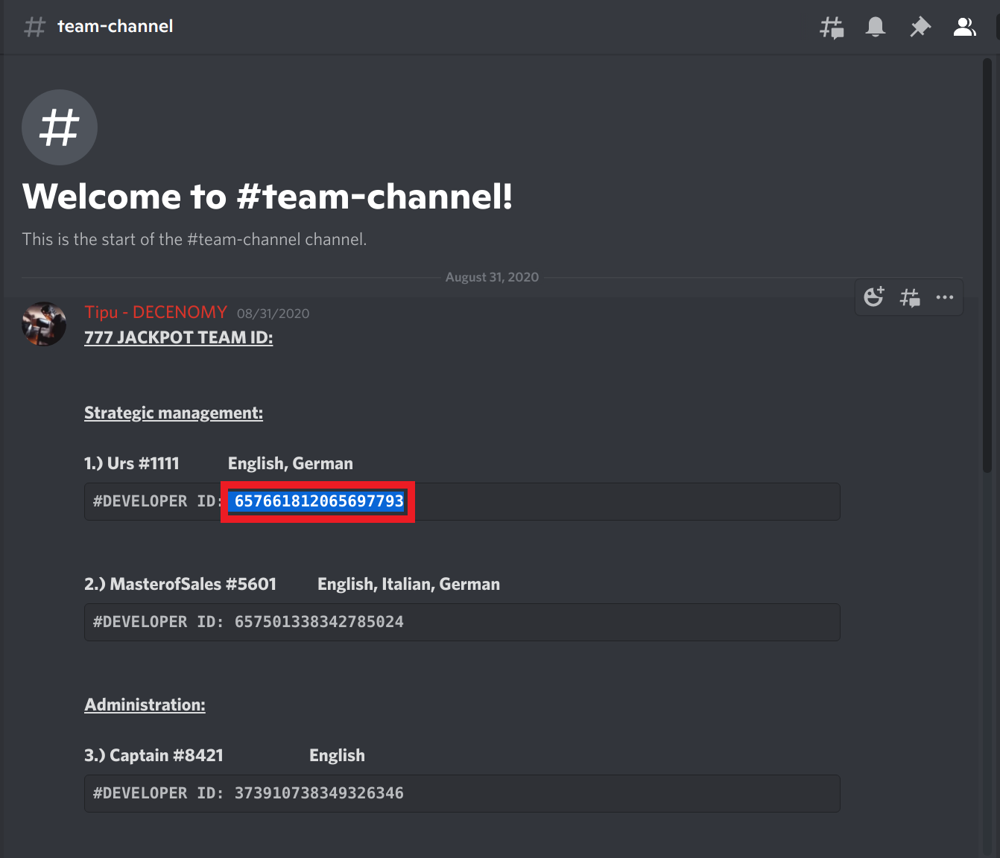 # team-channel
#
Welcome to #team-channel!
This is the start of the #team-channel channel.
August 31, 2020
Tipu - DECENOMY 08/31/2020
777 JACKPOT TEAM ID:
Strategic management:
1.) Urs #1111 English, German
#DEVELOPER ID: 657661812065697793
2.) MasterofSales #5601 English, Italian, German
#DEVELOPER ID: 657501338342785024
Administration:
3.) Captain #8421 English
#DEVELOPER ID: 373910738349326346